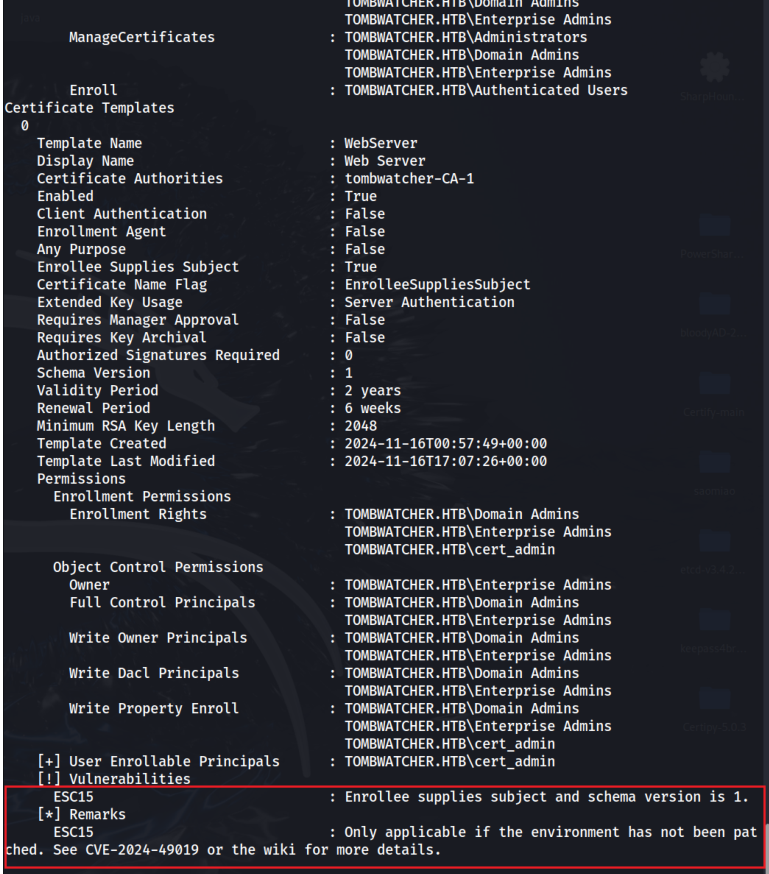 TOMBWATCHER.HTB\Domain Admins
TOMBWATCHER.HTB\Enterprise Admins
ManageCertificates : TOMBWATCHER.HTB\Administrators
TOMBWATCHER.HTB\Domain Admins
TOMBWATCHER.HTB\Enterprise Admins
Enroll : TOMBWATCHER.HTB\Authenticated Users
Certificate Templates
0
Template Name : WebServer
Display Name : Web Server
Certificate Authorities : tombwatcher-CA-1
Enabled : True
Client Authentication : False
Enrollment Agent : False
Any Purpose : False
Enrollee Supplies Subject : True
Certificate Name Flag : EnrolleeSuppliesSubject
Extended Key Usage : Server Authentication
Requires Manager Approval : False
Requires Key Archival : False
Authorized Signatures Required : 0
Schema Version : 1
Validity Period : 2 years
Renewal Period : 6 weeks
Minimum RSA Key Length : 2048
Template Created : 2024-11-16T00:57:49+00:00
Template Last Modified : 2024-11-16T17:07:26+00:00
Permissions
Enrollment Permissions
Enrollment Rights : TOMBWATCHER.HTB\Domain Admins
TOMBWATCHER.HTB\Enterprise Admins
TOMBWATCHER.HTB\cert_admin
Object Control Permissions
Owner : TOMBWATCHER.HTB\Enterprise Admins
Full Control Principals : TOMBWATCHER.HTB\Domain Admins
TOMBWATCHER.HTB\Enterprise Admins
Write Owner Principals : TOMBWATCHER.HTB\Domain Admins
TOMBWATCHER.HTB\Enterprise Admins
Write Dacl Principals : TOMBWATCHER.HTB\Domain Admins
TOMBWATCHER.HTB\Enterprise Admins
Write Property Enroll : TOMBWATCHER.HTB\Domain Admins
TOMBWATCHER.HTB\Enterprise Admins
TOMBWATCHER.HTB\cert_admin
[+] User Enrollable Principals : TOMBWATCHER.HTB\cert_admin
[!] Vulnerabilities
ESC15 : Enrollee supplies subject and schema version is 1.
[*] Remarks
ESC15 : Only applicable if the environment has not been pat
ched. See CVE-2024-49019 or the wiki for more details.